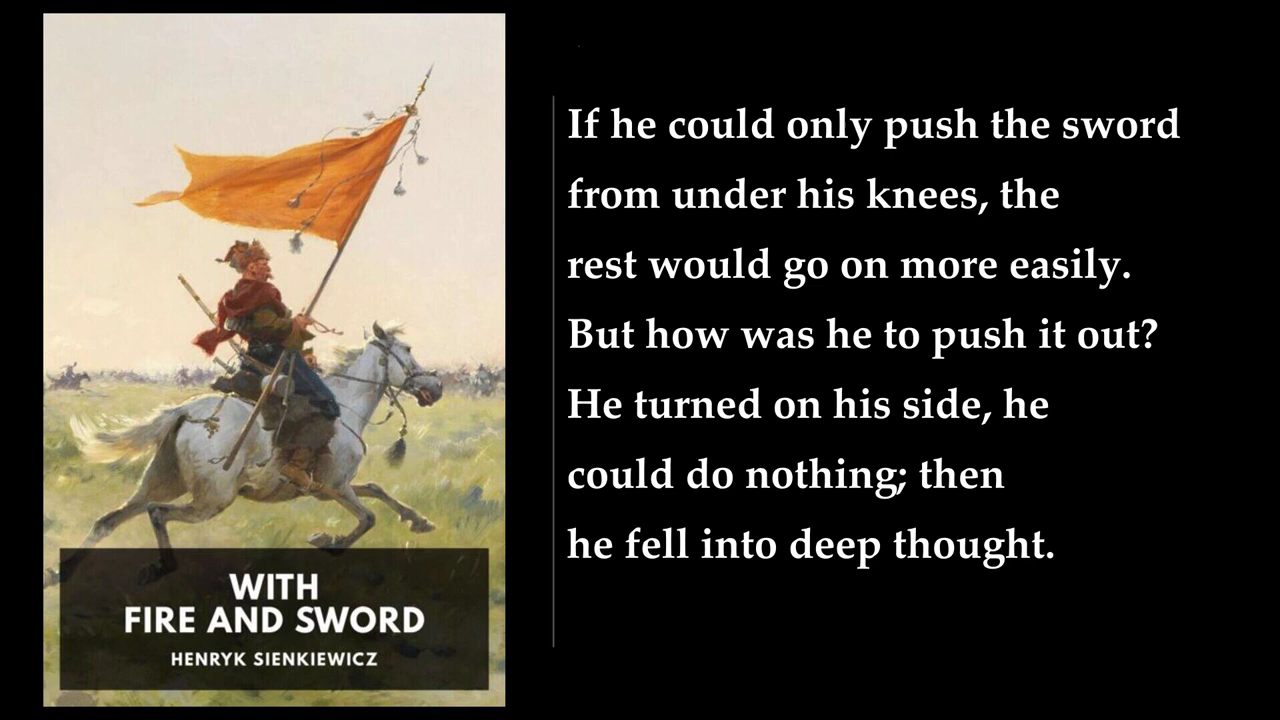 WITH
FIRE AND SWORD
HENRYK SIENKIEWICZ
If he could only push the sword
from under his knees, the
rest would go on more easily.
But how was he to push it out?
He turned on his side, he
could do nothing; then
he fell into deep thought.